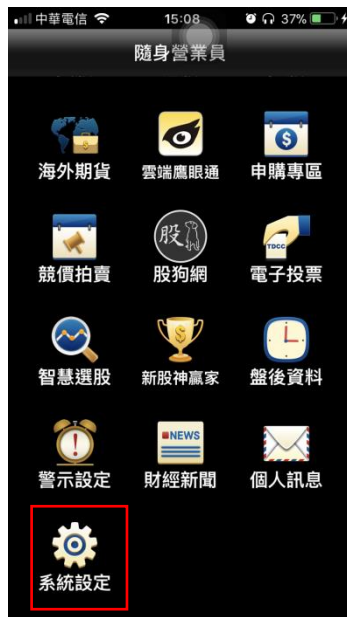 中華電信 15:08 37%
隨身營業員
海外期貨 雲端鷹眼通 申購專區
股
TDCC
競價拍賣 股狗網 電子投票
智慧選股 新股神贏家 盤後資料
NEWS
警示設定 財經新聞 個人訊息
系統設定